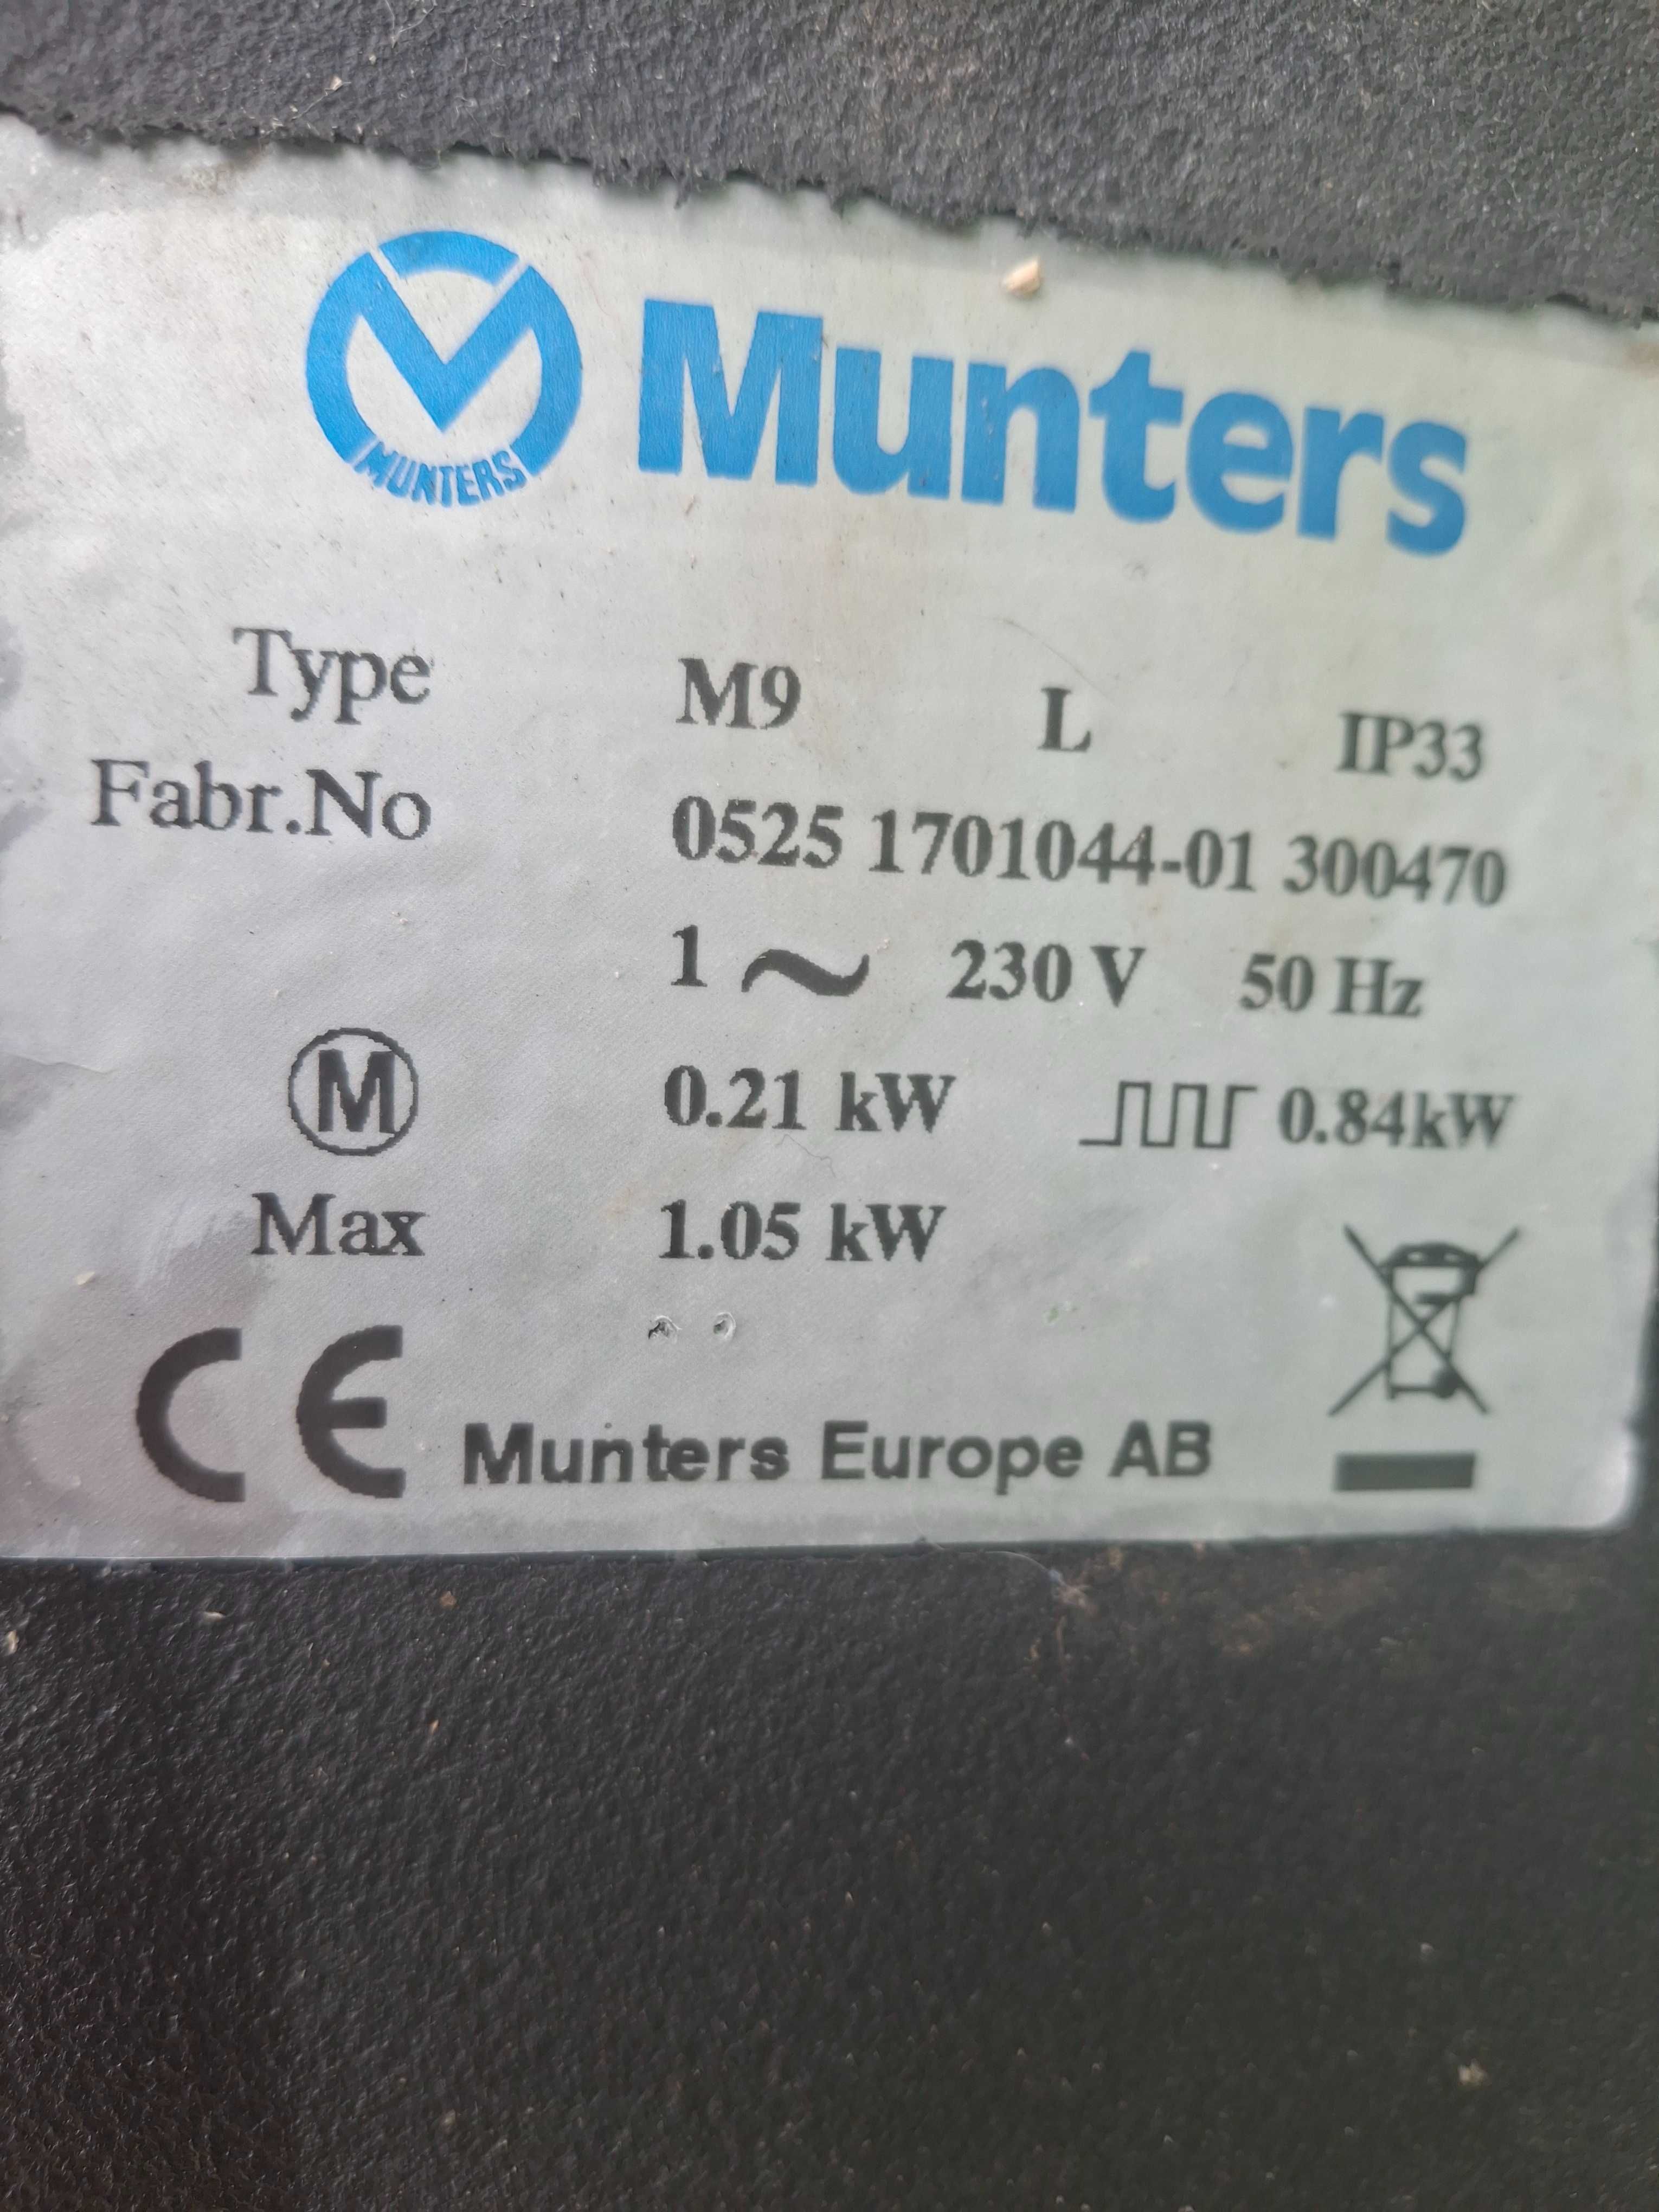 MUNTERS
Munters
Type M9 L IP33
Fabr.No 0525 1701044-01 300470
1 ~ 230 V 50 Hz
M 0.21 kW 0.84kW
Max 1.05 kW
CE Munters Europe AB